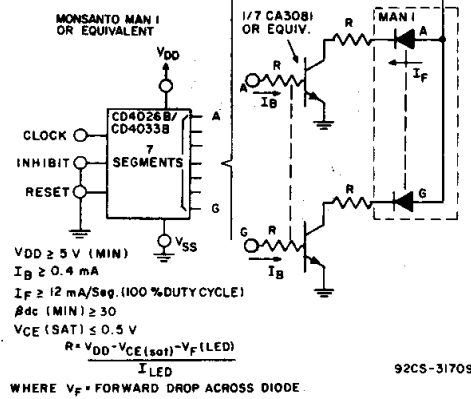 MONSANTO MAN I
OR EQUIVALENT
VDD
CD4026B/
CD4033B
7
SEGMENTS
A
G
CLOCK
INHIBIT
RESET
VSS
1/7 CA3081
OR EQUIV.
R
MAN I
A
R
A
IB
IF
R
G
G
R
IB
VDD ≥ 5 V (MIN)
IB ≥ 0.4 mA
IF ≥ 12 mA/Seg. (100 % DUTY CYCLE)
βdc (MIN) ≥ 30
VCE (SAT) ≤ 0.5 V
R = VDD - VCE(sat) - VF(LED)
ILED
WHERE VF = FORWARD DROP ACROSS DIODE.
92CS-31709